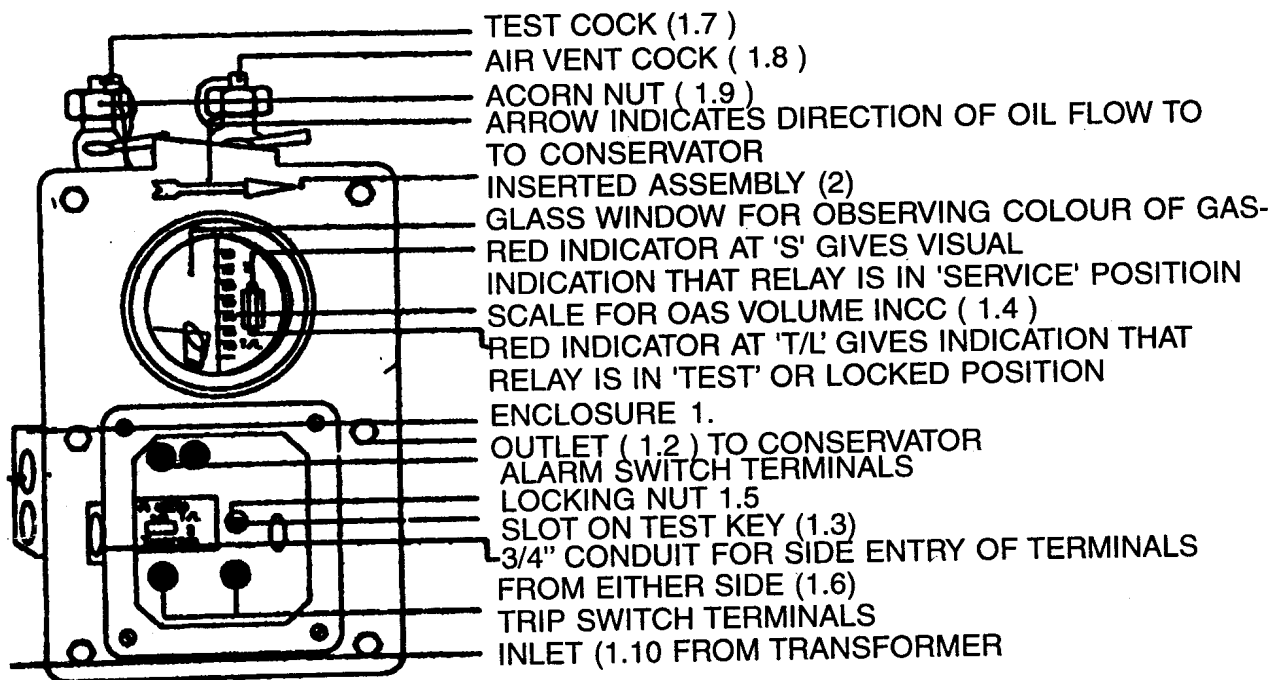 TEST COCK (1.7 )
AIR VENT COCK ( 1.8 )
ACORN NUT ( 1.9 )
ARROW INDICATES DIRECTION OF OIL FLOW TO
TO CONSERVATOR
INSERTED ASSEMBLY (2)
GLASS WINDOW FOR OBSERVING COLOUR OF GAS-
RED INDICATOR AT 'S' GIVES VISUAL
INDICATION THAT RELAY IS IN 'SERVICE' POSITIOIN
SCALE FOR OAS VOLUME INCC ( 1.4 )
RED INDICATOR AT 'T/L' GIVES INDICATION THAT
RELAY IS IN 'TEST' OR LOCKED POSITION
ENCLOSURE 1.
OUTLET ( 1.2 ) TO CONSERVATOR
ALARM SWITCH TERMINALS
LOCKING NUT 1.5
SLOT ON TEST KEY (1.3)
3/4" CONDUIT FOR SIDE ENTRY OF TERMINALS
FROM EITHER SIDE (1.6)
TRIP SWITCH TERMINALS
INLET (1.10 FROM TRANSFORMER